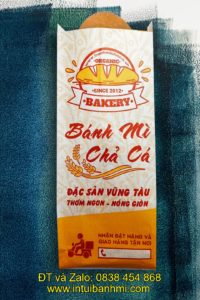 ORGANIC
SINCE 2012
BAKERY
Bánh Mì
Chả Cá
ĐẶC SẢN VÙNG TÀU
THƠM NGON - NÓNG GIÒN
NHẬN ĐẶT HÀNG VÀ
GIAO HÀNG TẬN NƠI
ĐT và Zalo: 0838 454 868
www.intuibanhmi.com